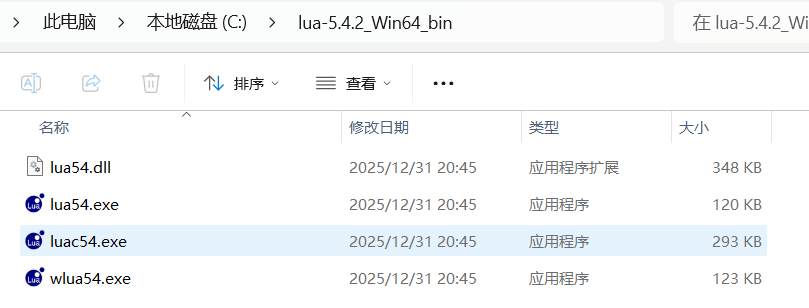 此电脑 本地磁盘 (C:) lua-5.4.2_Win64_bin 在 lua-5.4.2_Wi
排序 查看
名称 修改日期 类型 大小
lua54.dll 2025/12/31 20:45 应用程序扩展 348 KB
Lua lua54.exe 2025/12/31 20:45 应用程序 120 KB
Lua luac54.exe 2025/12/31 20:45 应用程序 293 KB
Lua wlua54.exe 2025/12/31 20:45 应用程序 123 KB